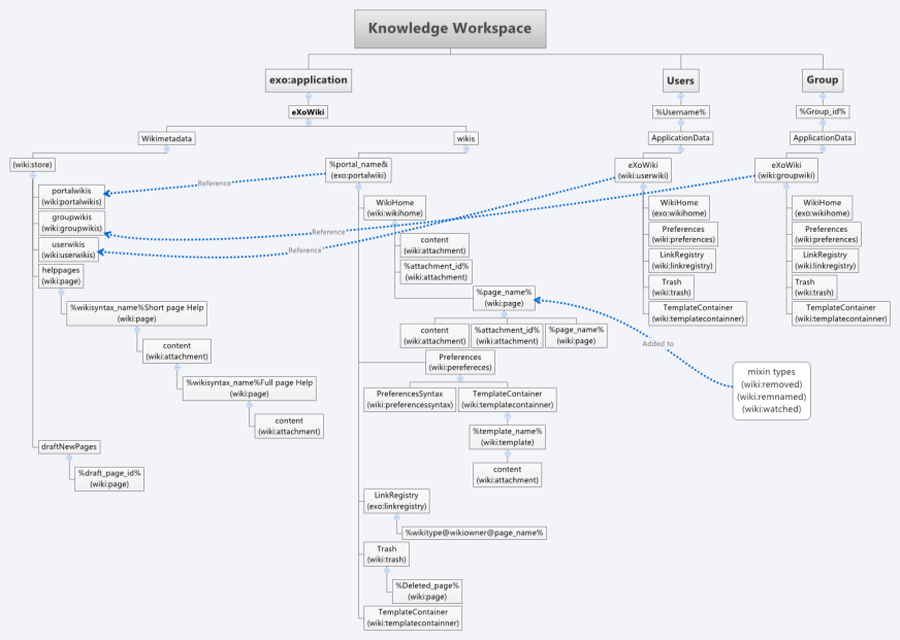 Knowledge Workspace
exo:application
Users
Group
eXoWiki
%Username%
%Group_id%
Wikimetadata
wikis
ApplicationData
ApplicationData
(wiki:store)
%portal_name&
(exo:portalwiki)
eXoWiki
(wiki:userwiki)
eXoWiki
(wiki:groupwiki)
Reference
portalwikis
(wiki:portalwikis)
groupwikis
(wiki:groupwikis)
userwikis
(wiki:userwikis)
helppages
(wiki:page)
Reference
Reference
%wikisyntax_name%Short page Help
(wiki:page)
content
(wiki:attachment)
%wikisyntax_name%Full page Help
(wiki:page)
content
(wiki:attachment)
draftNewPages
%draft_page_id%
(wiki:page)
WikiHome
(wiki:wikihome)
content
(wiki:attachment)
%attachment_id%
(wiki:attachment)
%page_name%
(wiki:page)
content
(wiki:attachment)
%attachment_id%
(wiki:attachment)
%page_name%
(wiki:page)
Preferences
(wiki:pereferences)
PreferencesSyntax
(wiki:preferencessyntax)
TemplateContainer
(wiki:templatecontainner)
%template_name%
(wiki:template)
content
(wiki:attachment)
LinkRegistry
(exo:linkregistry)
%wikitype@wikiowner@page_name%
Trash
(wiki:trash)
%Deleted_page%
(wiki:page)
TemplateContainer
(wiki:templatecontainner)
WikiHome
(exo:wikihome)
Preferences
(wiki:preferences)
LinkRegistry
(wiki:linkregistry)
Trash
(wiki:trash)
TemplateContainer
(wiki:templatecontainner)
WikiHome
(exo:wikihome)
Preferences
(wiki:preferences)
LinkRegistry
(wiki:linkregistry)
Trash
(wiki:trash)
TemplateContainer
(wiki:templatecontainner)
Added to
mixin types
(wiki:removed)
(wiki:remnamed)
(wiki:watched)